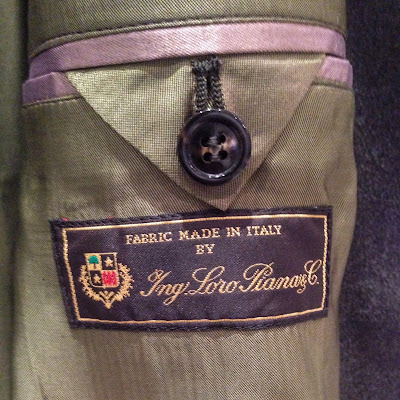 FABRIC MADE IN ITALY
BY
Ing. Loro Piana & C.